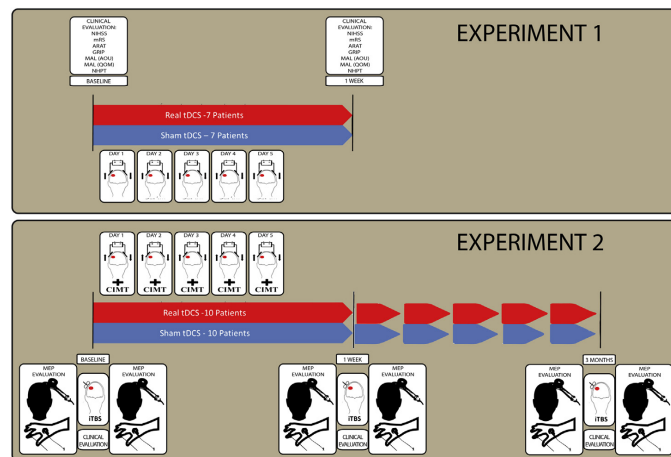 EXPERIMENT 1
CLINICAL
EVALUATION:
NIHSS
mRS
ARAT
GRIP
MAL (AOU)
MAL (QOM)
NHPT
BASELINE
CLINICAL
EVALUATION:
NIHSS
mRS
ARAT
GRIP
MAL (AOU)
MAL (QOM)
NHPT
1 WEEK
Real tDCS -7 Patients
Sham tDCS – 7 Patients
DAY 1
DAY 2
DAY 3
DAY 4
DAY 5
EXPERIMENT 2
DAY 1
DAY 2
DAY 3
DAY 4
DAY 5
+
CIMT
+
CIMT
+
CIMT
+
CIMT
+
CIMT
Real tDCS -10 Patients
Sham tDCS - 10 Patients
BASELINE
MEP
EVALUATION
iTBS
CLINICAL
EVALUATION
MEP
EVALUATION
1 WEEK
MEP
EVALUATION
iTBS
CLINICAL
EVALUATION
MEP
EVALUATION
3 MONTHS
MEP
EVALUATION
iTBS
CLINICAL
EVALUATION
MEP
EVALUATION